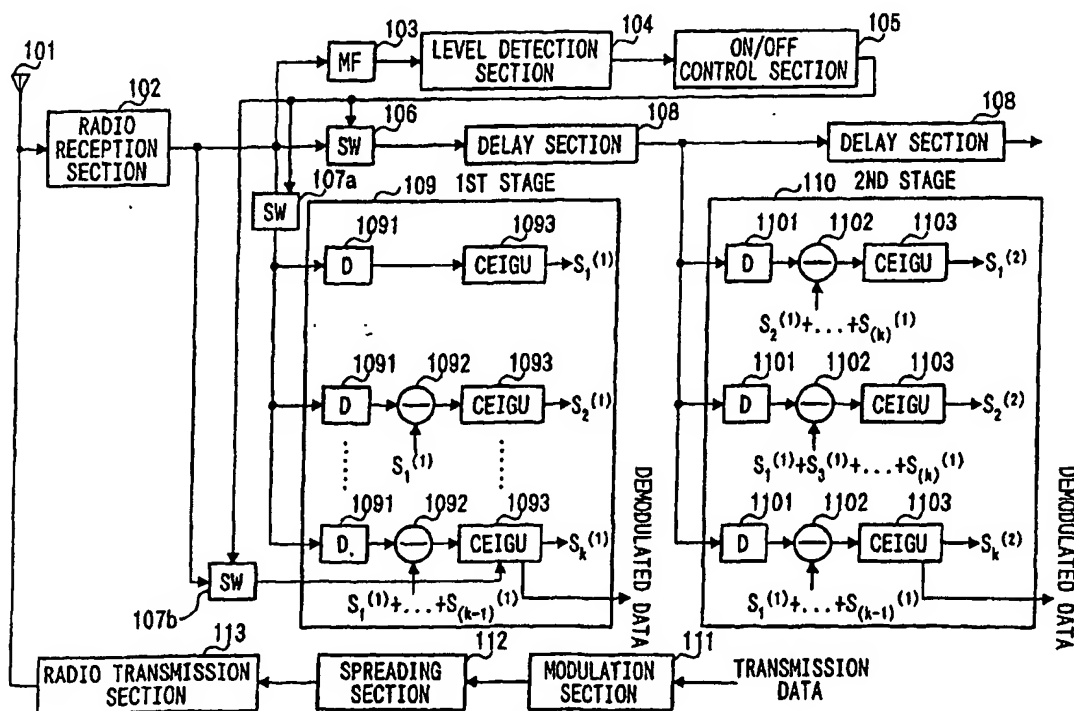 101
102
RADIO
RECEPTION
SECTION
103
MF
104
LEVEL DETECTION
SECTION
105
ON/OFF
CONTROL SECTION
106
SW
108
DELAY SECTION
108
DELAY SECTION
107a
SW
109 1ST STAGE
1091
D
1093
CEIGU
S1(1)
1091
D
1092
—
1093
CEIGU
S2(1)
S1(1)
1091
D
1092
—
1093
CEIGU
Sk(1)
S1(1)+...+S(k-1)(1)
DEMODULATED DATA
SW
107b
110 2ND STAGE
1101
D
1102
—
1103
CEIGU
S1(2)
S2(1)+...+S(k)(1)
1101
D
1102
—
1103
CEIGU
S2(2)
S1(1)+S3(1)+...+S(k)(1)
1101
D
1102
—
1103
CEIGU
Sk(2)
S1(1)+...+S(k-1)(1)
DEMODULATED DATA
113
RADIO TRANSMISSION
SECTION
112
SPREADING
SECTION
111
MODULATION
SECTION
TRANSMISSION
DATA